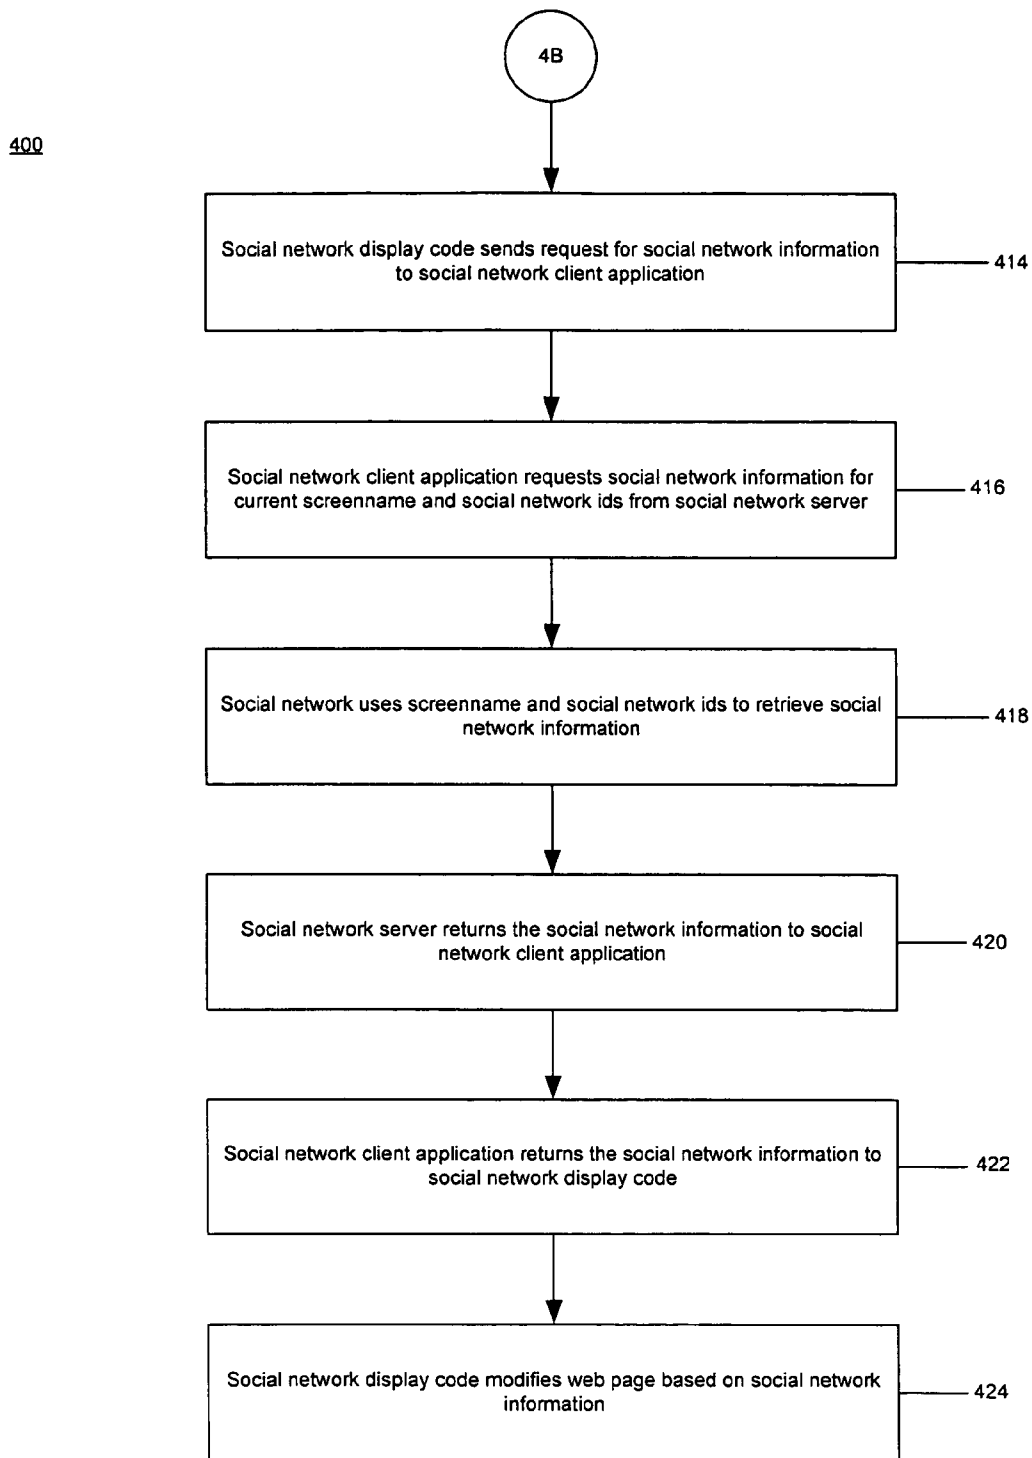 4B
400
Social network display code sends request for social network information
to social network client application
414
Social network client application requests social network information for
current screenname and social network ids from social network server
416
Social network uses screenname and social network ids to retrieve social
network information
418
Social network server returns the social network information to social
network client application
420
Social network client application returns the social network information to
social network display code
422
Social network display code modifies web page based on social network
information
424